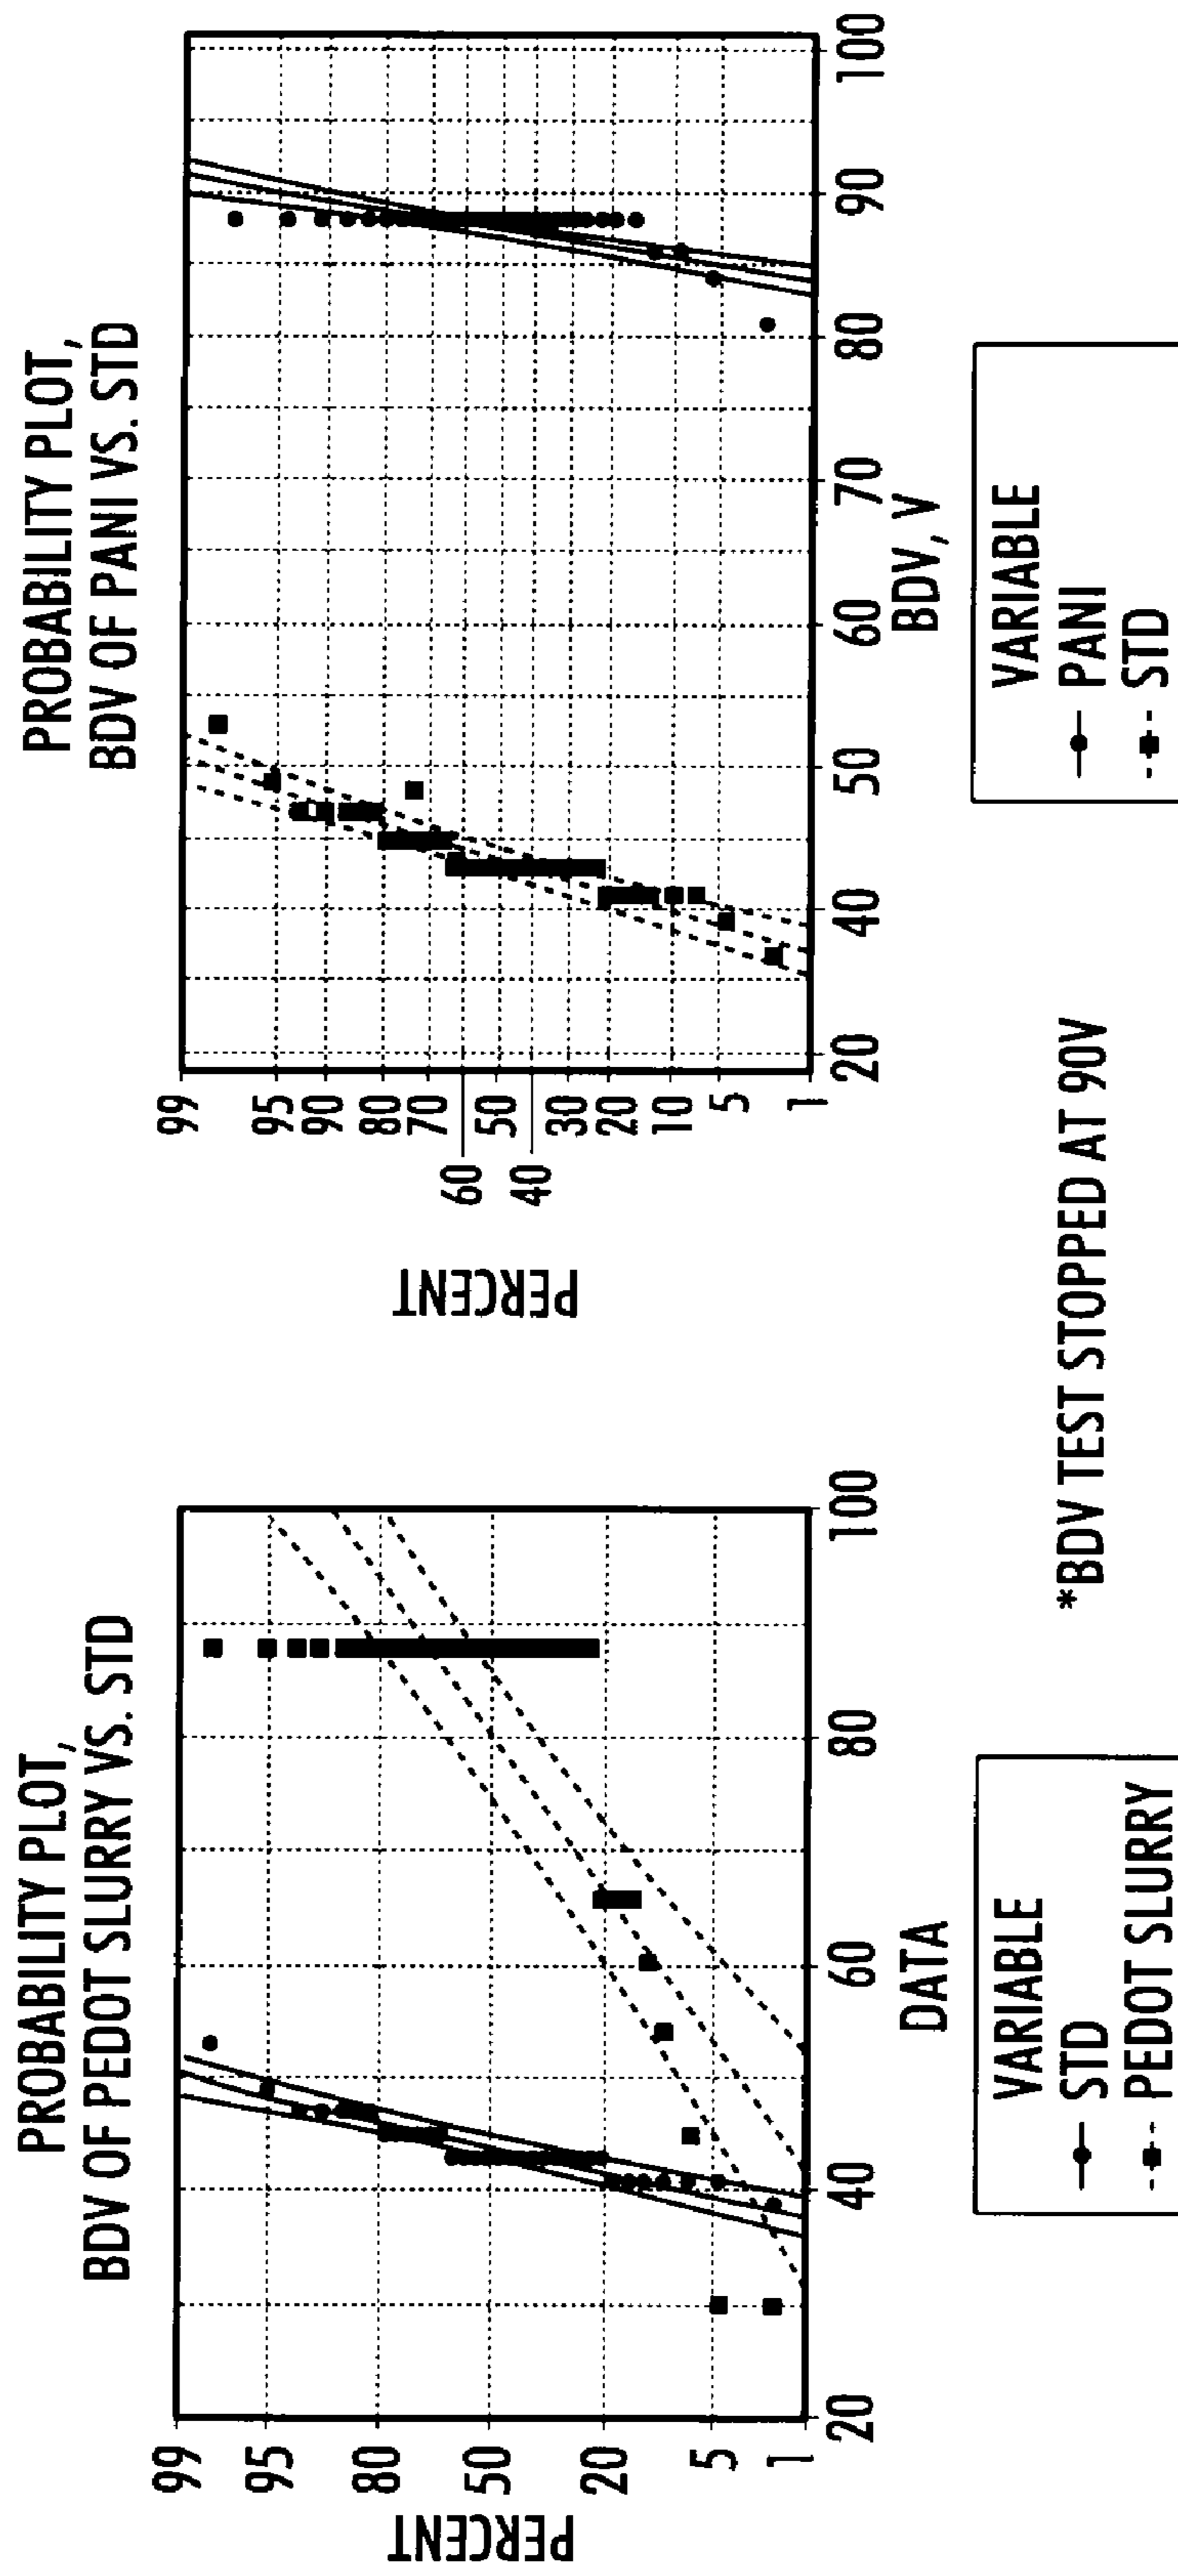 PROBABILITY PLOT,
BDV OF PEDOT SLURRY VS. STD
PERCENT
99
95
80
50
20
5
1
20
40
60
80
100
DATA
VARIABLE
STD
PEDOT SLURRY
PROBABILITY PLOT,
BDV OF PANI VS. STD
PERCENT
99
95
90
80
70
60
50
40
30
20
10
5
1
20
40
50
60
70
80
90
100
BDV, V
VARIABLE
PANI
STD
*BDV TEST STOPPED AT 90V